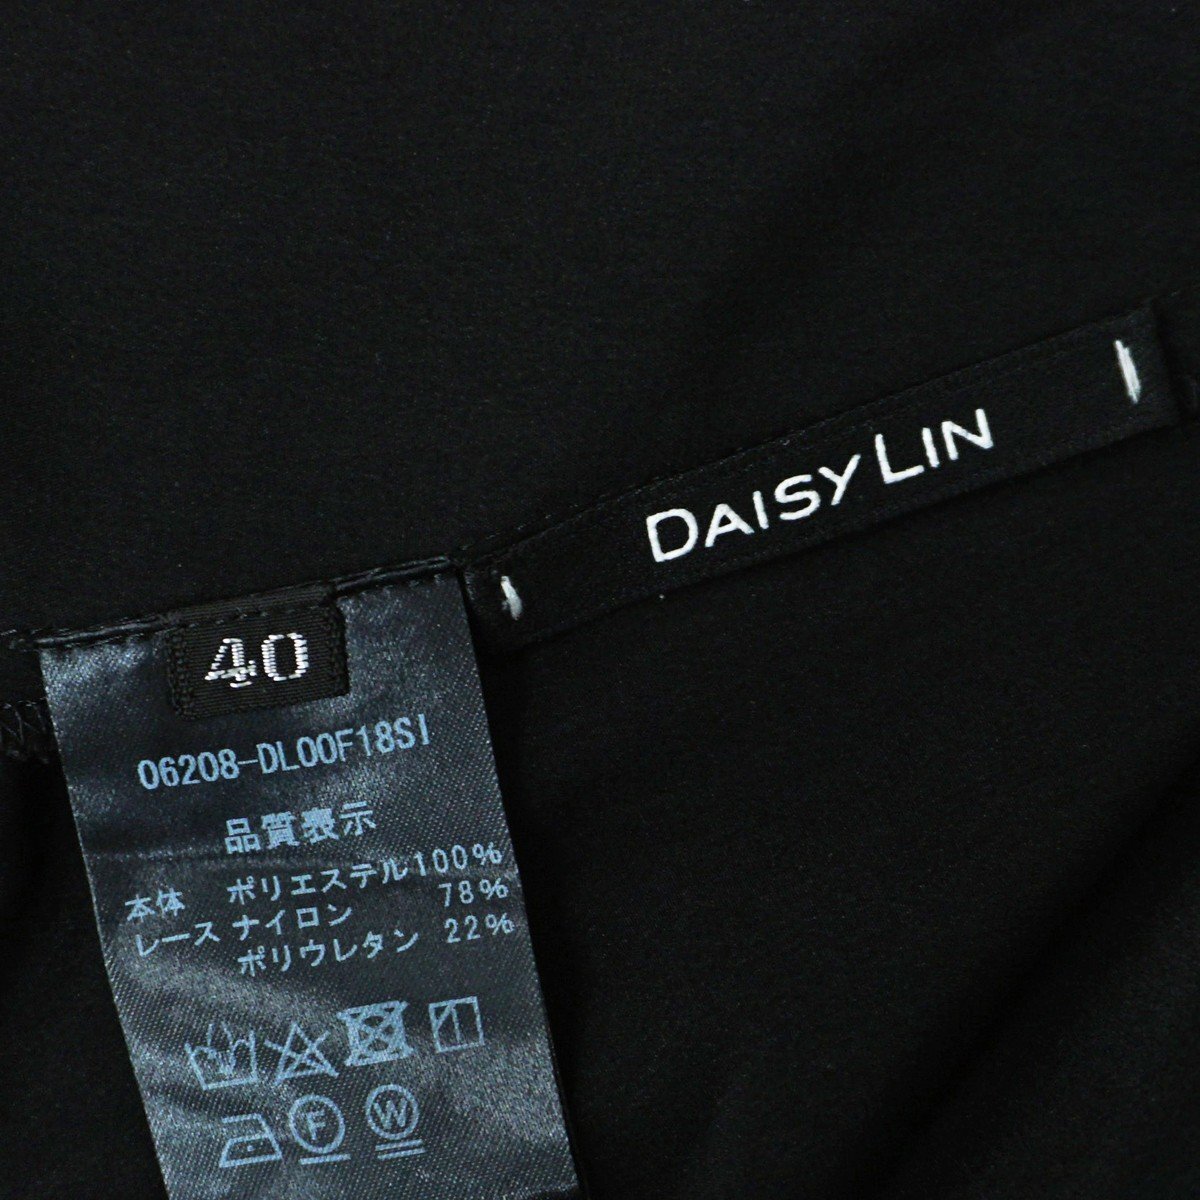 DAISY LIN
40
06208-DL00F18SI
品質表示
本体 ポリエステル100%
レース ナイロン 78%
ポリウレタン 22%
F W